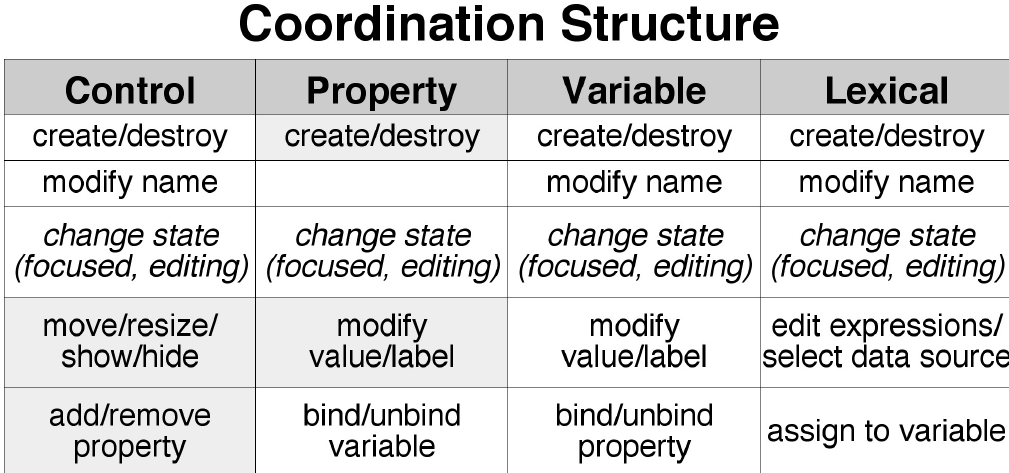 Coordination Structure
Control Property Variable Lexical
create/destroy create/destroy create/destroy create/destroy
modify name modify name modify name
change state change state change state change state
(focused, editing) (focused, editing) (focused, editing) (focused, editing)
move/resize/ modify modify edit expressions/
show/hide value/label value/label select data source
add/remove bind/unbind bind/unbind assign to variable
property variable property